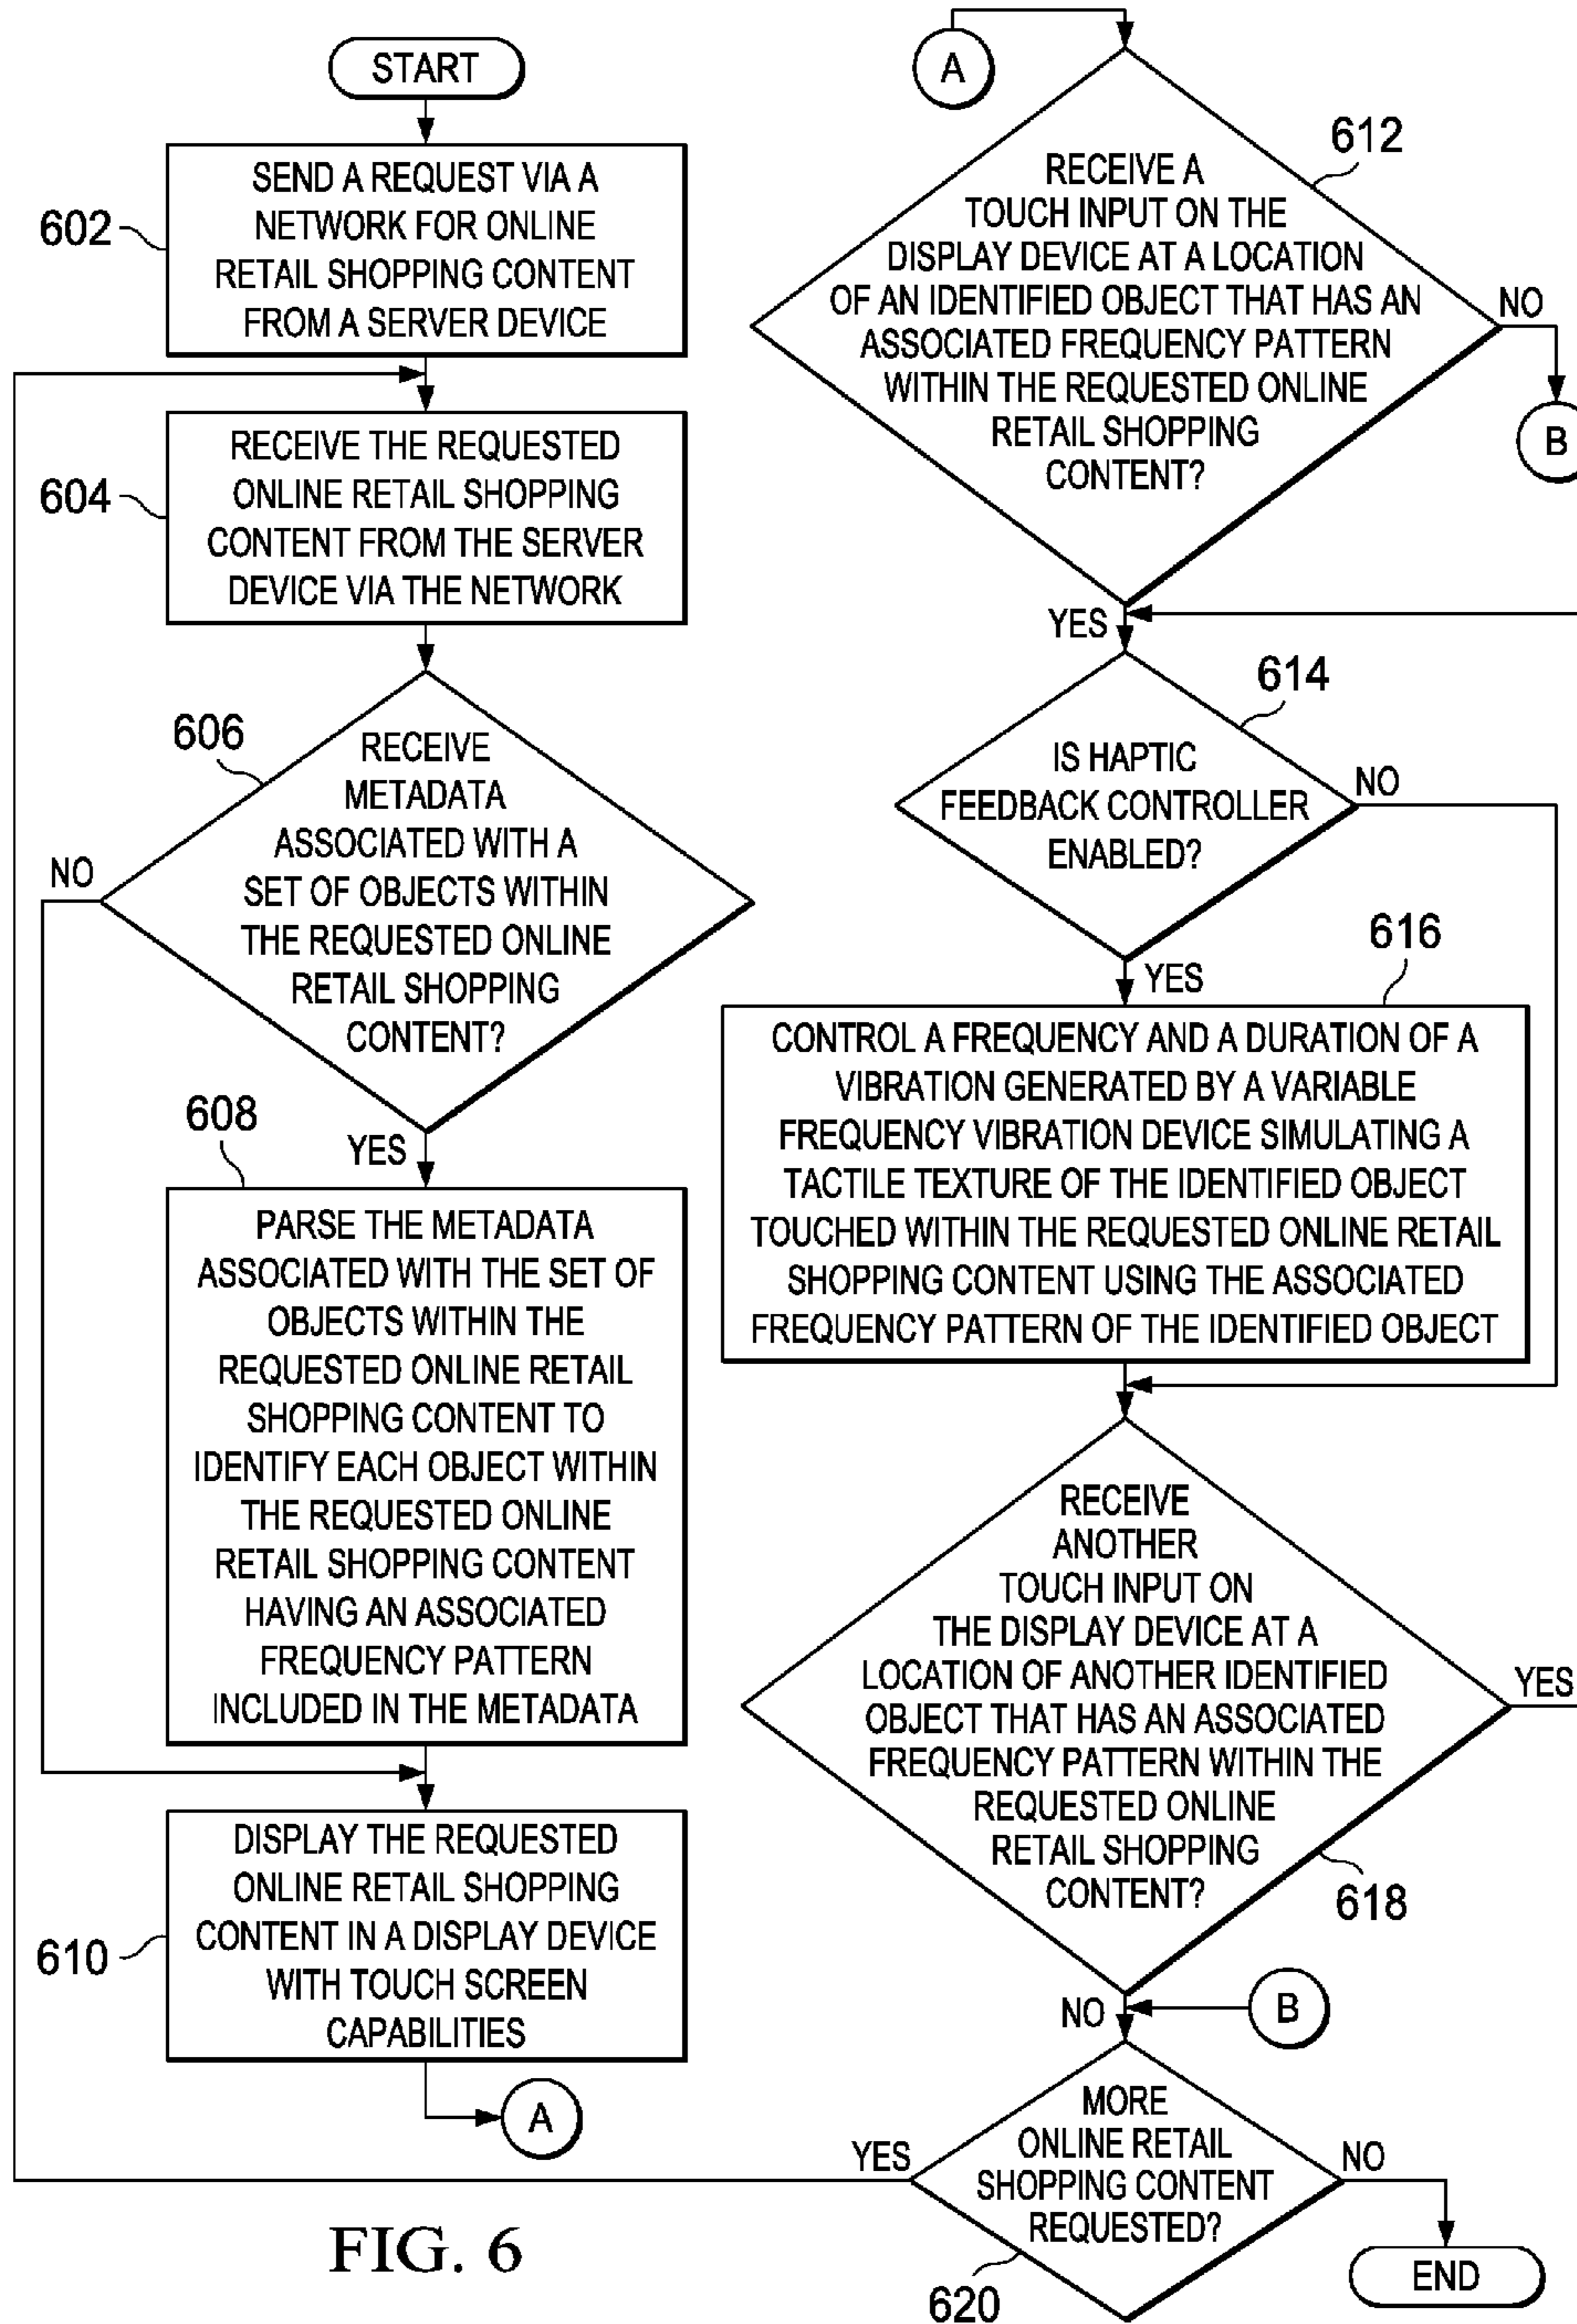 START
602
SEND A REQUEST VIA A
NETWORK FOR ONLINE
RETAIL SHOPPING CONTENT
FROM A SERVER DEVICE
604
RECEIVE THE REQUESTED
ONLINE RETAIL SHOPPING
CONTENT FROM THE SERVER
DEVICE VIA THE NETWORK
606
RECEIVE
METADATA
ASSOCIATED WITH A
SET OF OBJECTS WITHIN
THE REQUESTED ONLINE
RETAIL SHOPPING
CONTENT?
NO
YES
608
PARSE THE METADATA
ASSOCIATED WITH THE SET OF
OBJECTS WITHIN THE
REQUESTED ONLINE RETAIL
SHOPPING CONTENT TO
IDENTIFY EACH OBJECT WITHIN
THE REQUESTED ONLINE
RETAIL SHOPPING CONTENT
HAVING AN ASSOCIATED
FREQUENCY PATTERN
INCLUDED IN THE METADATA
610
DISPLAY THE REQUESTED
ONLINE RETAIL SHOPPING
CONTENT IN A DISPLAY DEVICE
WITH TOUCH SCREEN
CAPABILITIES
A
A
612
RECEIVE A
TOUCH INPUT ON THE
DISPLAY DEVICE AT A LOCATION
OF AN IDENTIFIED OBJECT THAT HAS AN
ASSOCIATED FREQUENCY PATTERN
WITHIN THE REQUESTED ONLINE
RETAIL SHOPPING
CONTENT?
NO
B
YES
614
IS HAPTIC
FEEDBACK CONTROLLER
ENABLED?
NO
YES
616
CONTROL A FREQUENCY AND A DURATION OF A
VIBRATION GENERATED BY A VARIABLE
FREQUENCY VIBRATION DEVICE SIMULATING A
TACTILE TEXTURE OF THE IDENTIFIED OBJECT
TOUCHED WITHIN THE REQUESTED ONLINE RETAIL
SHOPPING CONTENT USING THE ASSOCIATED
FREQUENCY PATTERN OF THE IDENTIFIED OBJECT
RECEIVE
ANOTHER
TOUCH INPUT ON
THE DISPLAY DEVICE AT A
LOCATION OF ANOTHER IDENTIFIED
OBJECT THAT HAS AN ASSOCIATED
FREQUENCY PATTERN WITHIN THE
REQUESTED ONLINE
RETAIL SHOPPING
CONTENT?
YES
618
NO
B
MORE
ONLINE RETAIL
SHOPPING CONTENT
REQUESTED?
YES
NO
620
END
FIG. 6